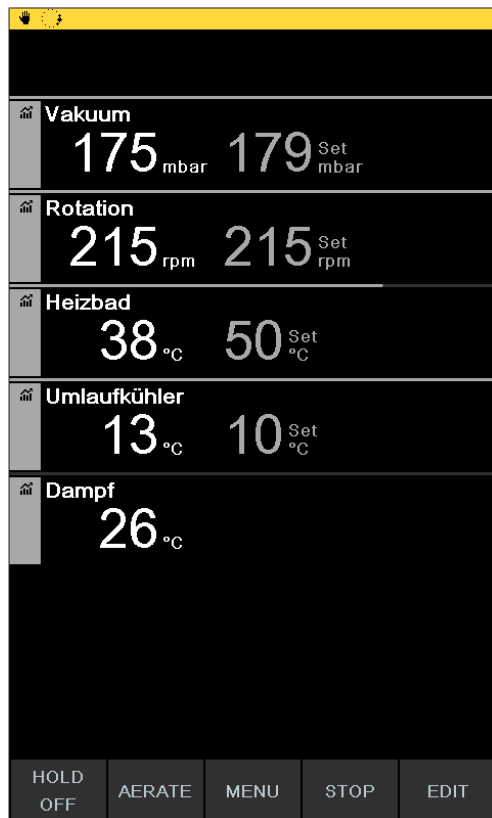 Vakuum
175 mbar 179 Set mbar
Rotation
215 rpm 215 Set rpm
Heizbad
38 °C 50 Set °C
Umlaufkühler
13 °C 10 Set °C
Dampf
26 °C
HOLD OFF AERATE MENU STOP EDIT